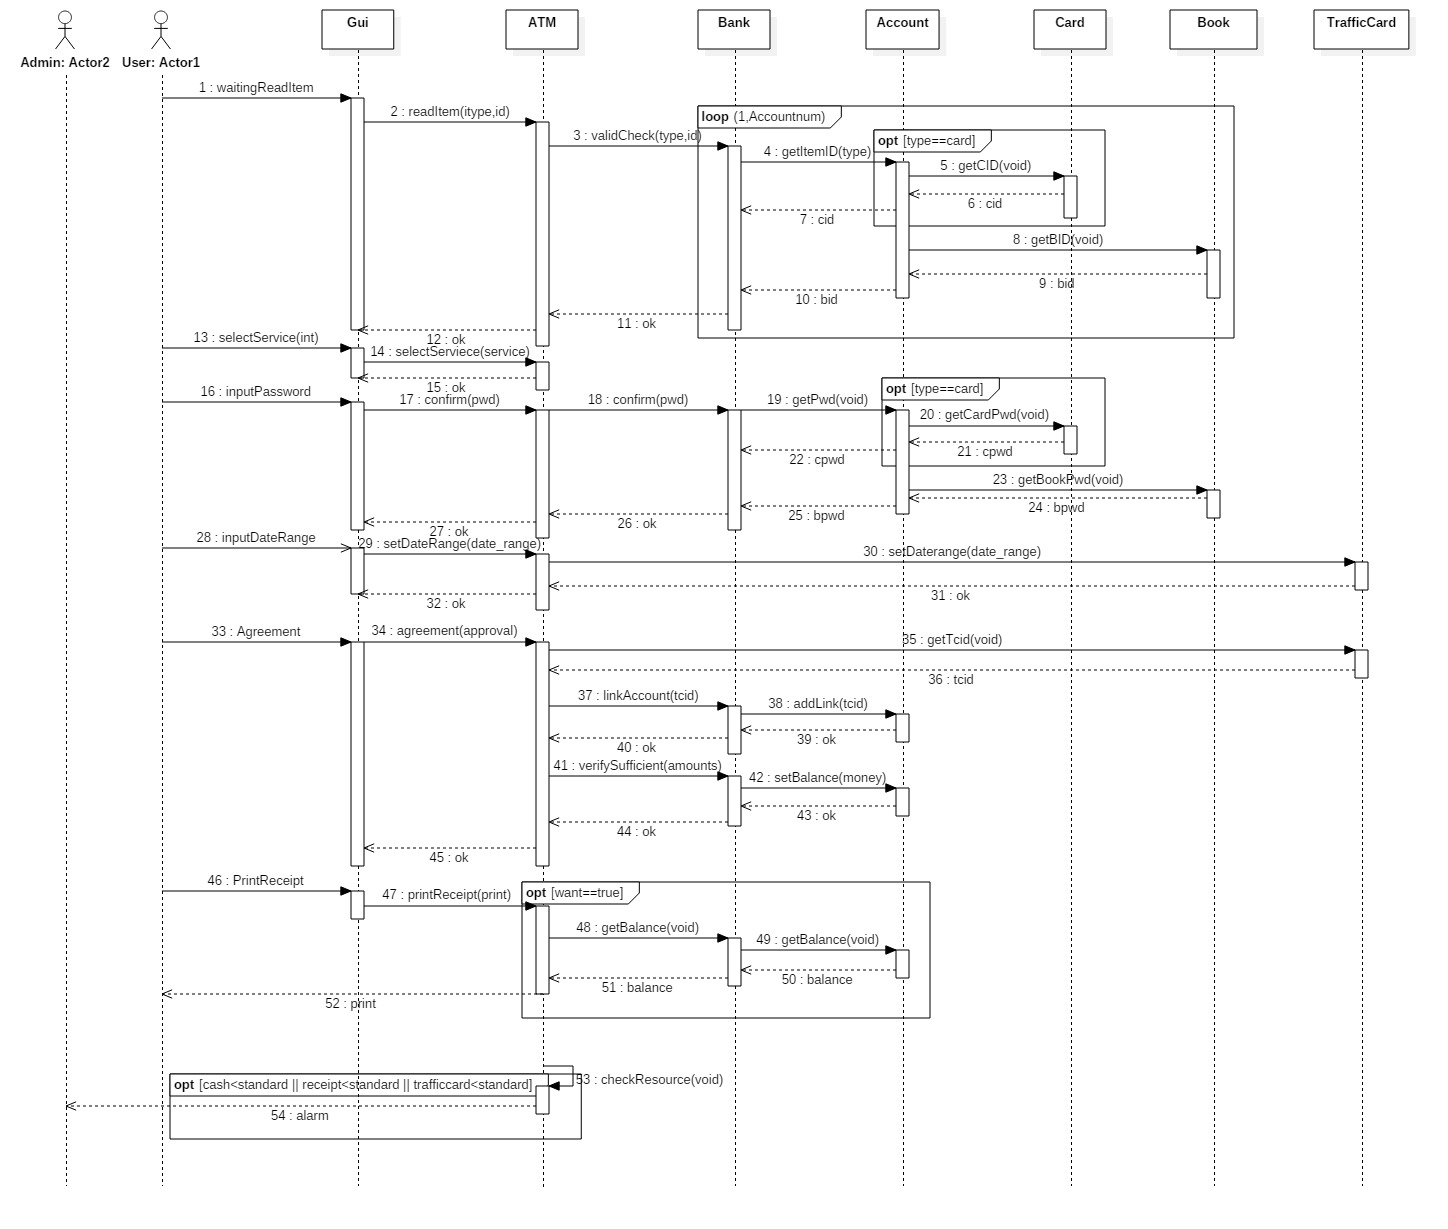 Gui
ATM
Bank
Account
Card
Book
TrafficCard
Admin: Actor2
User: Actor1
1 : waitingReadItem
2 : readItem(itype,id)
loop (1,Accountnum)
3 : validCheck(type,id)
opt [type==card]
4 : getItemID(type)
5 : getCID(void)
6 : cid
7 : cid
8 : getBID(void)
9 : bid
10 : bid
11 : ok
12 : ok
13 : selectService(int)
14 : selectServiece(service)
15 : ok
16 : inputPassword
opt [type==card]
17 : confirm(pwd)
18 : confirm(pwd)
19 : getPwd(void)
20 : getCardPwd(void)
21 : cpwd
22 : cpwd
23 : getBookPwd(void)
24 : bpwd
25 : bpwd
26 : ok
27 : ok
28 : inputDateRange
29 : setDateRange(date_range)
30 : setDaterange(date_range)
31 : ok
32 : ok
33 : Agreement
34 : agreement(approval)
35 : getTcid(void)
36 : tcid
37 : linkAccount(tcid)
38 : addLink(tcid)
39 : ok
40 : ok
41 : verifySufficient(amounts)
42 : setBalance(money)
43 : ok
44 : ok
45 : ok
46 : PrintReceipt
47 : printReceipt(print)
opt [want==true]
48 : getBalance(void)
49 : getBalance(void)
50 : balance
51 : balance
52 : print
53 : checkResource(void)
opt [cash<standard || receipt<standard || trafficcard<standard]
54 : alarm